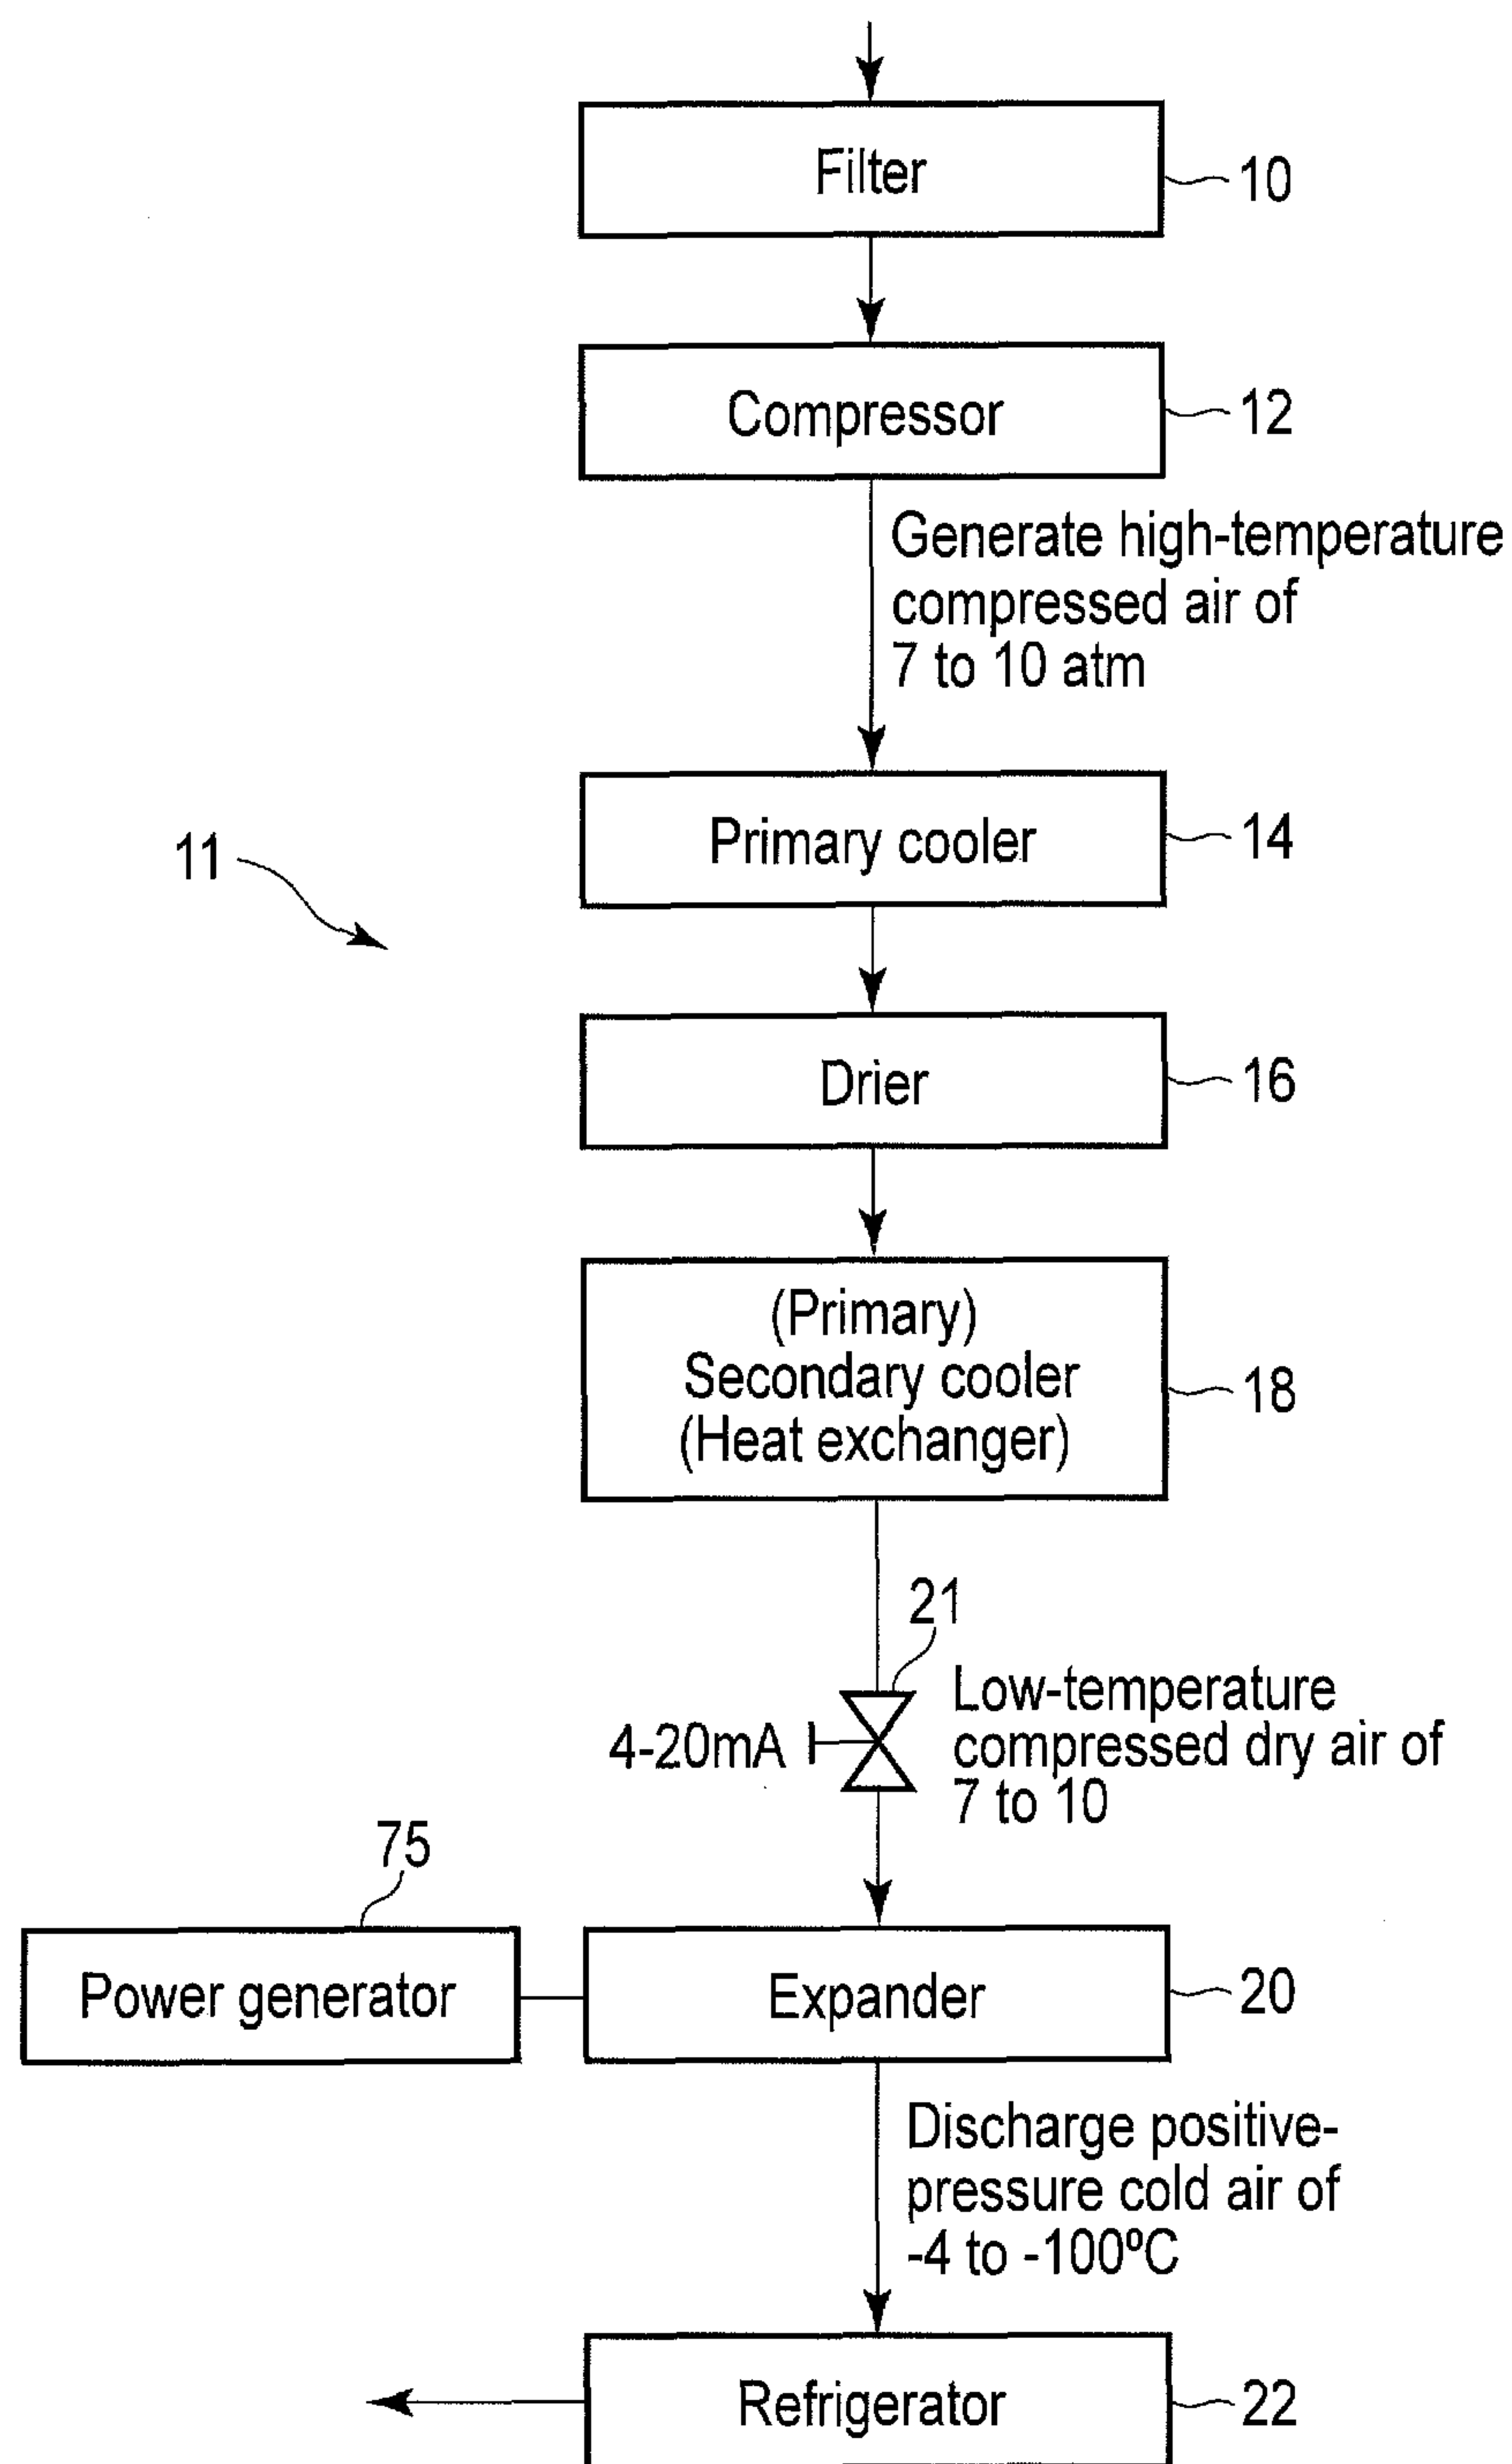 Filter
10
Compressor
12
Generate high-temperature
compressed air of
7 to 10 atm
Primary cooler
14
11
Drier
16
(Primary)
Secondary cooler
(Heat exchanger)
18
21
Low-temperature
compressed dry air of
7 to 10
4-20mA
75
Power generator
Expander
20
Discharge positive-
pressure cold air of
-4 to -100ºC
Refrigerator
22